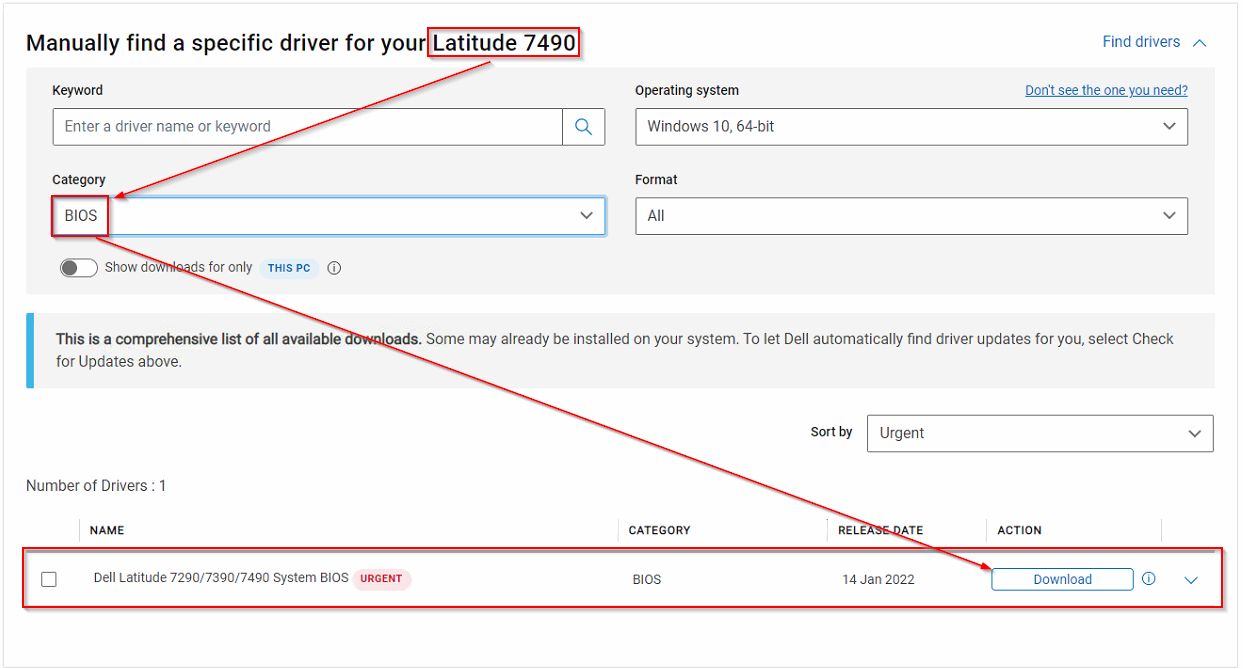 Manually find a specific driver for your Latitude 7490
Find drivers
Keyword
Enter a driver name or keyword
Operating system
Don't see the one you need?
Windows 10, 64-bit
Category
BIOS
Format
All
Show downloads for only THIS PC
This is a comprehensive list of all available downloads. Some may already be installed on your system. To let Dell automatically find driver updates for you, select Check
for Updates above.
Sort by
Urgent
Number of Drivers : 1
NAME CATEGORY RELEASE DATE ACTION
Dell Latitude 7290/7390/7490 System BIOS URGENT BIOS 14 Jan 2022 Download